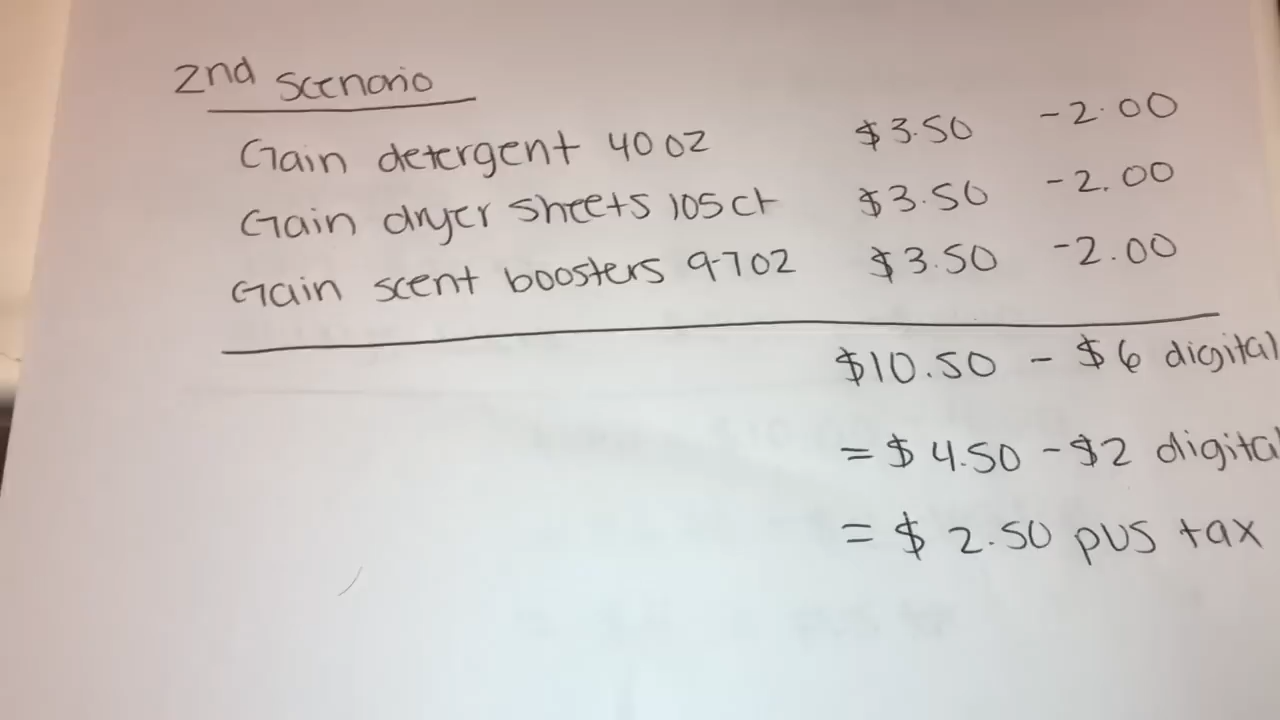 2nd Scenario
Gain detergent 40oz $3.50 -2.00
Gain dryer sheets 105ct $3.50 -2.00
Gain scent boosters 9.7oz $3.50 -2.00
$10.50 - $6 digital
= $4.50 - $2 digital
= $2.50 pus tax